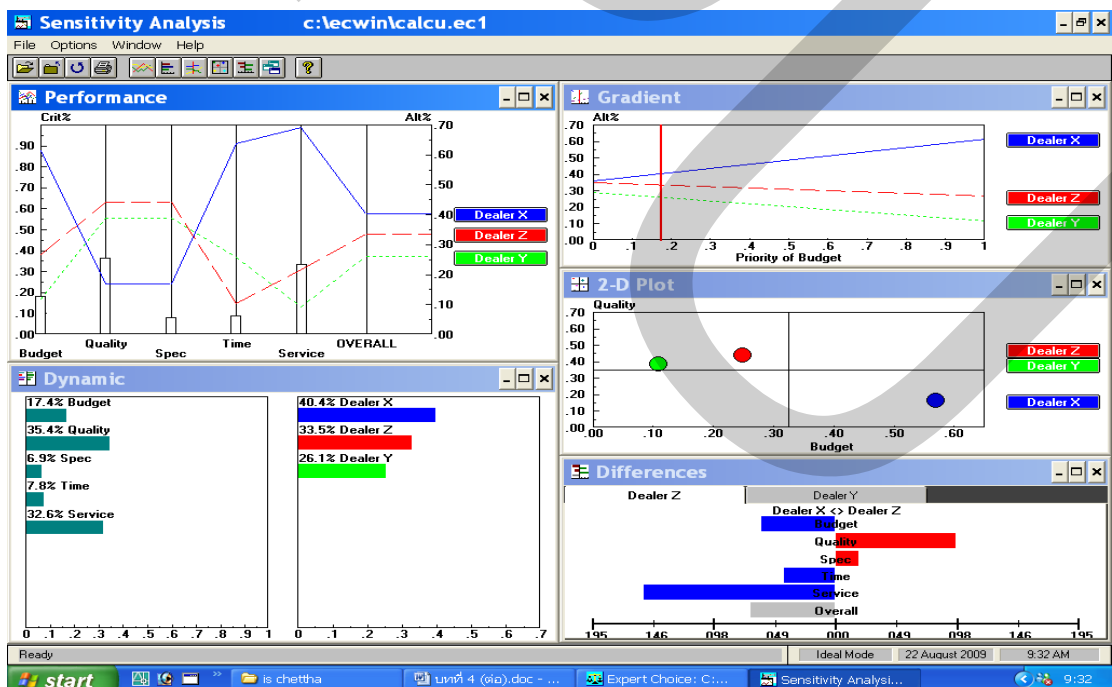 Sensitivity Analysis c:\ecwin\calcu.ec1
File Options Window Help
Performance
Crit% Alt%
.90
.80
.70
.60
.50
.40
.30
.20
.10
.00
.70
.60
.50
.40
.30
.20
.10
.00
Dealer X
Dealer Z
Dealer Y
Budget Quality Spec Time Service OVERALL
Gradient
Alt%
.70
.60
.50
.40
.30
.20
.10
.00
0 .1 .2 .3 .4 .5 .6 .7 .8 .9 1
Priority of Budget
Dealer X
Dealer Z
Dealer Y
2-D Plot
Quality
.70
.60
.50
.40
.30
.20
.10
.00
.00 .10 .20 .30 .40 .50 .60
Budget
Dealer Z
Dealer Y
Dealer X
Dynamic
17.4% Budget
35.4% Quality
6.9% Spec
7.8% Time
32.6% Service
0 .1 .2 .3 .4 .5 .6 .7 .8 .9 1
40.4% Dealer X
33.5% Dealer Z
26.1% Dealer Y
0 .1 .2 .3 .4 .5 .6 .7
Differences
Dealer Z Dealer Y
Dealer X <> Dealer Z
Budget
Quality
Spec
Time
Service
Overall
.195 .146 .098 .049 .000 .049 .098 .146 .195
Ready Ideal Mode 22 August 2009 9:32 AM
start is chettha บทที่ 4 (ต่อ).doc - ... Expert Choice: C:... Sensitivity Analysi... 9:32